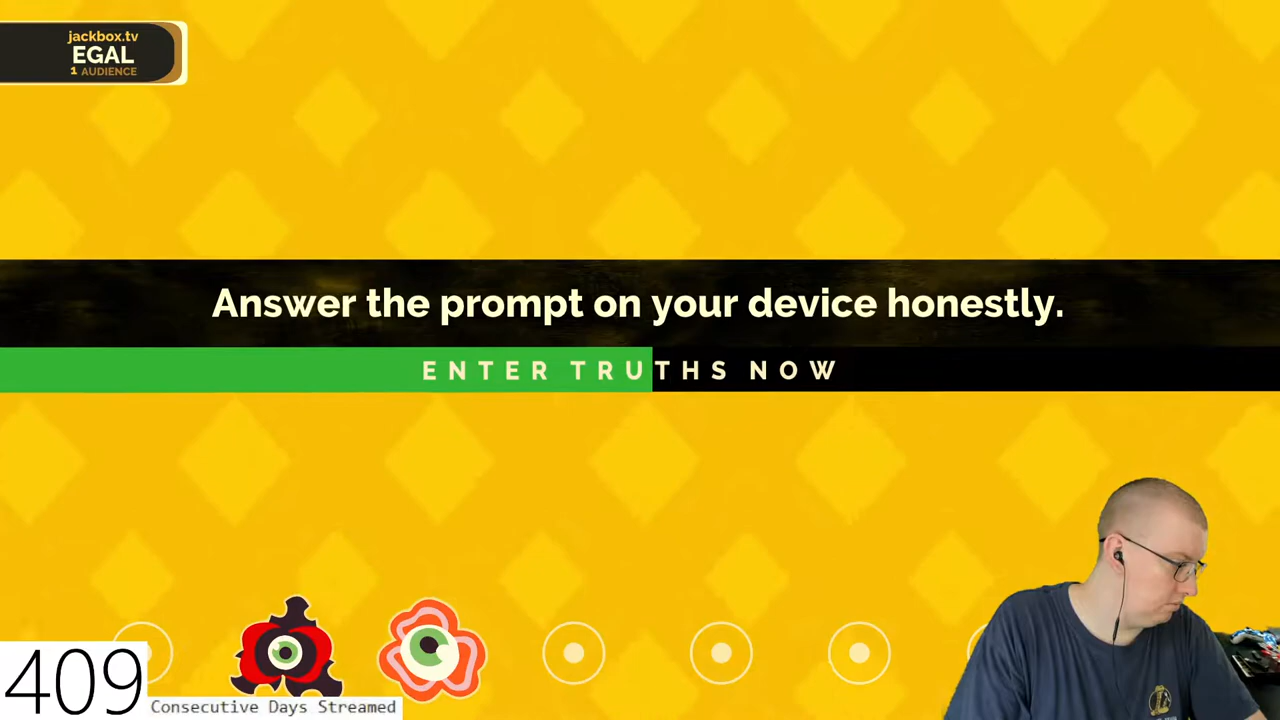 jackbox.tv
EGAL
1 AUDIENCE
Answer the prompt on your device honestly.
ENTER TRUTHS NOW
409
Consecutive Days Streamed